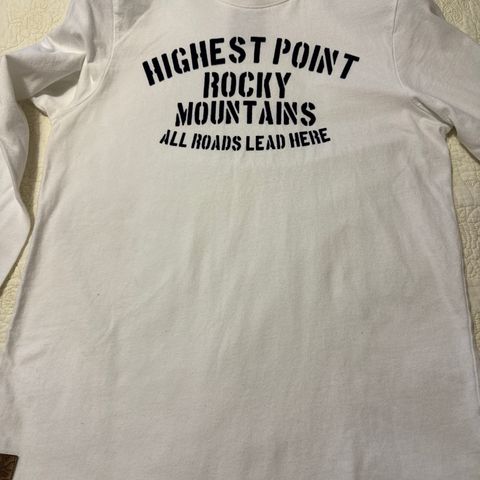 HIGHEST POINT
ROCKY
MOUNTAINS
ALL ROADS LEAD HERE